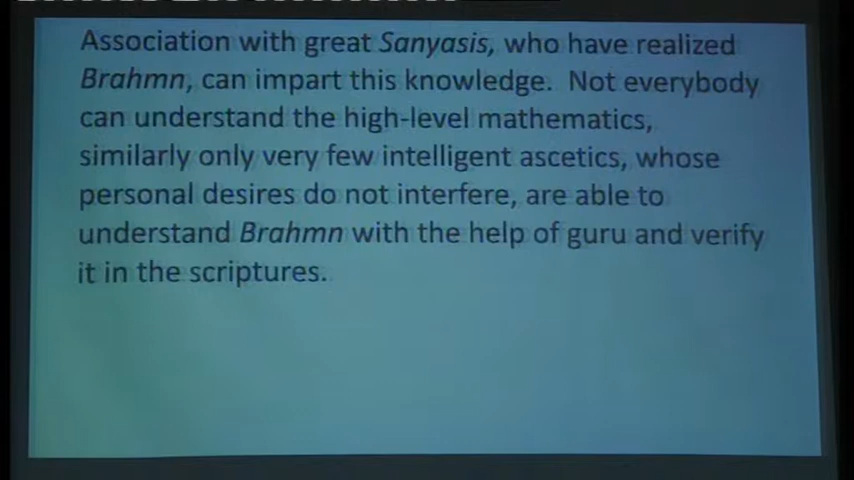 Association with great Sanyasis, who have realized
Brahmn, can impart this knowledge. Not everybody
can understand the high-level mathematics,
similarly only very few intelligent ascetics, whose
personal desires do not interfere, are able to
understand Brahmn with the help of guru and verify
it in the scriptures.